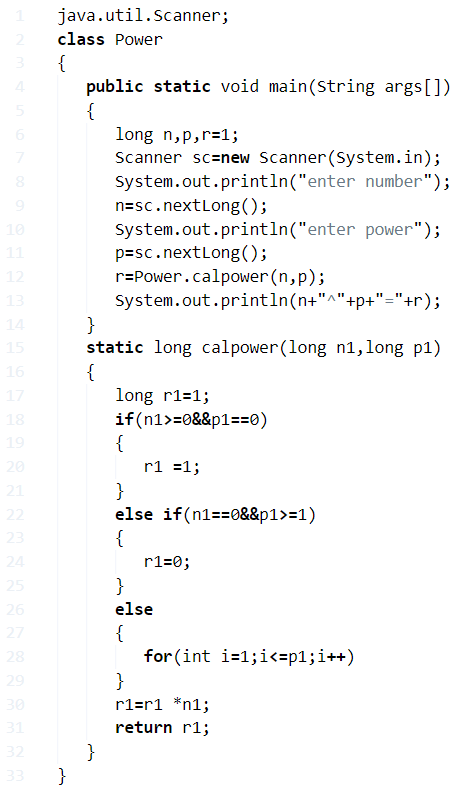 1 java.util.Scanner;
2 class Power
3 {
4 public static void main(String args[])
5 {
6 long n,p,r=1;
7 Scanner sc=new Scanner(System.in);
8 System.out.println("enter number");
9 n=sc.nextLong();
10 System.out.println("enter power");
11 p=sc.nextLong();
12 r=Power.calpower(n,p);
13 System.out.println(n+"^"+p+"="+r);
14 }
15 static long calpower(long n1,long p1)
16 {
17 long r1=1;
18 if(n1>=0&&p1==0)
19 {
20 r1 =1;
21 }
22 else if(n1==0&&p1>=1)
23 {
24 r1=0;
25 }
26 else
27 {
28 for(int i=1;i<=p1;i++)
29 }
30 r1=r1 *n1;
31 return r1;
32 }
33 }